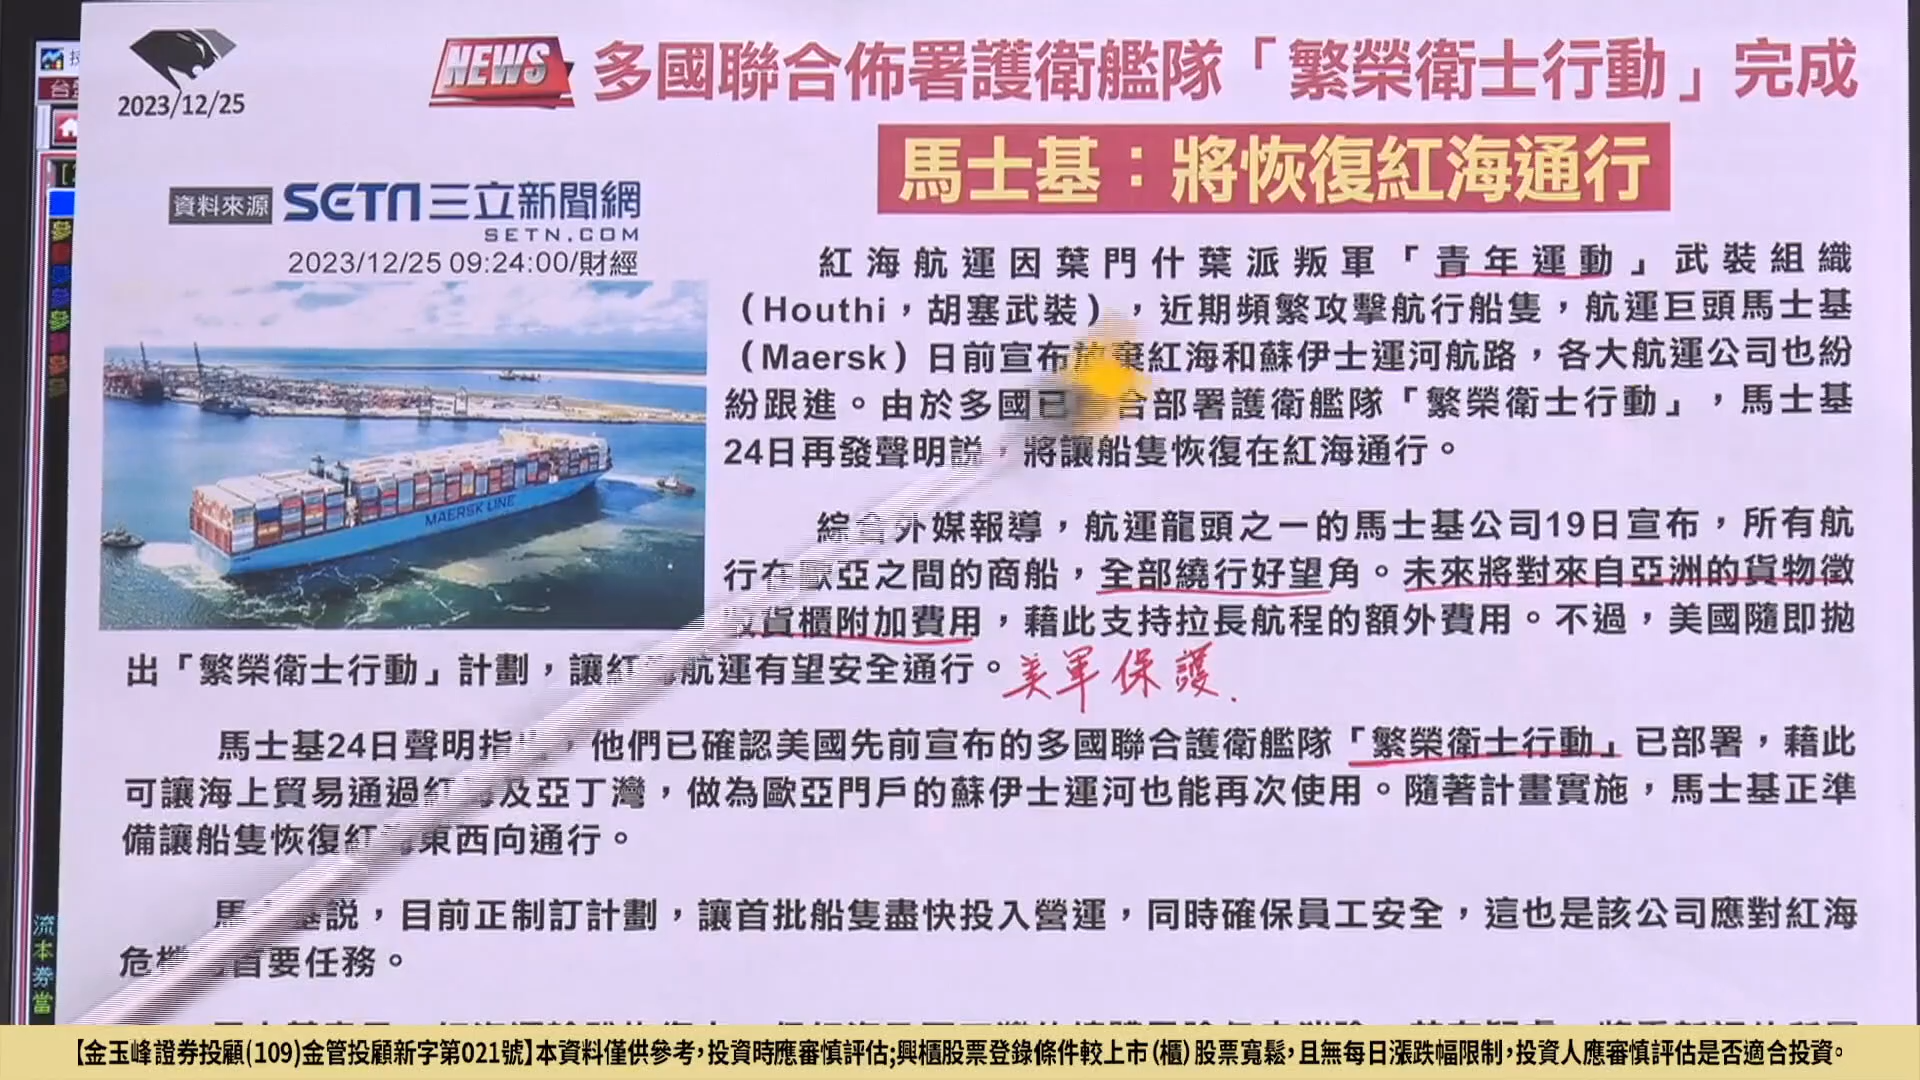 2023/12/25
NEWS 多國聯合佈署護衛艦隊「繁榮衛士行動」完成
馬士基：將恢復紅海通行
資料來源 SETN 三立新聞網
SETN.COM
2023/12/25 09:24:00/財經
MAERSK LINE
紅海航運因葉門什葉派叛軍「青年運動」武裝組織
（Houthi，胡塞武裝），近期頻繁攻擊航行船隻，航運巨頭馬士基
（Maersk）日前宣布 棄紅海和蘇伊士運河航路，各大航運公司也紛
紛跟進。由於多國已 合部署護衛艦隊「繁榮衛士行動」，馬士基
24日再發聲明說，將讓船隻恢復在紅海通行。
綜合外媒報導，航運龍頭之一的馬士基公司19日宣布，所有航
行在歐亞之間的商船，全部繞行好望角。未來將對來自亞洲的貨物徵
收貨櫃附加費用，藉此支持拉長航程的額外費用。不過，美國隨即拋
出「繁榮衛士行動」計劃，讓紅海航運有望安全通行。
美軍保護.
馬士基24日聲明指 ，他們已確認美國先前宣布的多國聯合護衛艦隊「繁榮衛士行動」已部署，藉此
可讓海上貿易通過紅海及亞丁灣，做為歐亞門戶的蘇伊士運河也能再次使用。隨著計畫實施，馬士基正準
備讓船隻恢復紅海東西向通行。
馬士基説，目前正制訂計劃，讓首批船隻盡快投入營運，同時確保員工安全，這也是該公司應對紅海
危機 首要任務。
流
本
券
當
【金玉峰證券投顧(109)金管投顧新字第021號】本資料僅供參考，投資時應審慎評估；興櫃股票登錄條件較上市（櫃）股票寬鬆，且無每日漲跌幅限制，投資人應審慎評估是否適合投資。